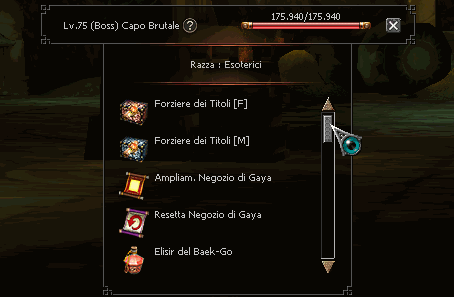 175.940/175.940
Lv.75 (Boss) Capo Brutale ?
Razza : Esoterici
Forziere dei Titoli [F]
Forziere dei Titoli [M]
Ampliam. Negozio di Gaya
Resetta Negozio di Gaya
Elisir del Baek-Go